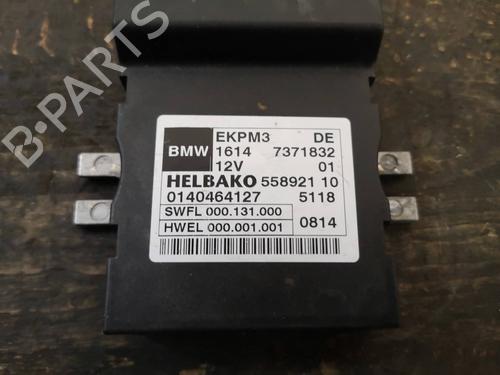 B-PARTS
EKPM3 DE
BMW 1614 7371832
12V 01
HELBAKO 558921 10
0140464127 5118
SWFL 000.131.000
HWEL 000.001.001 0814